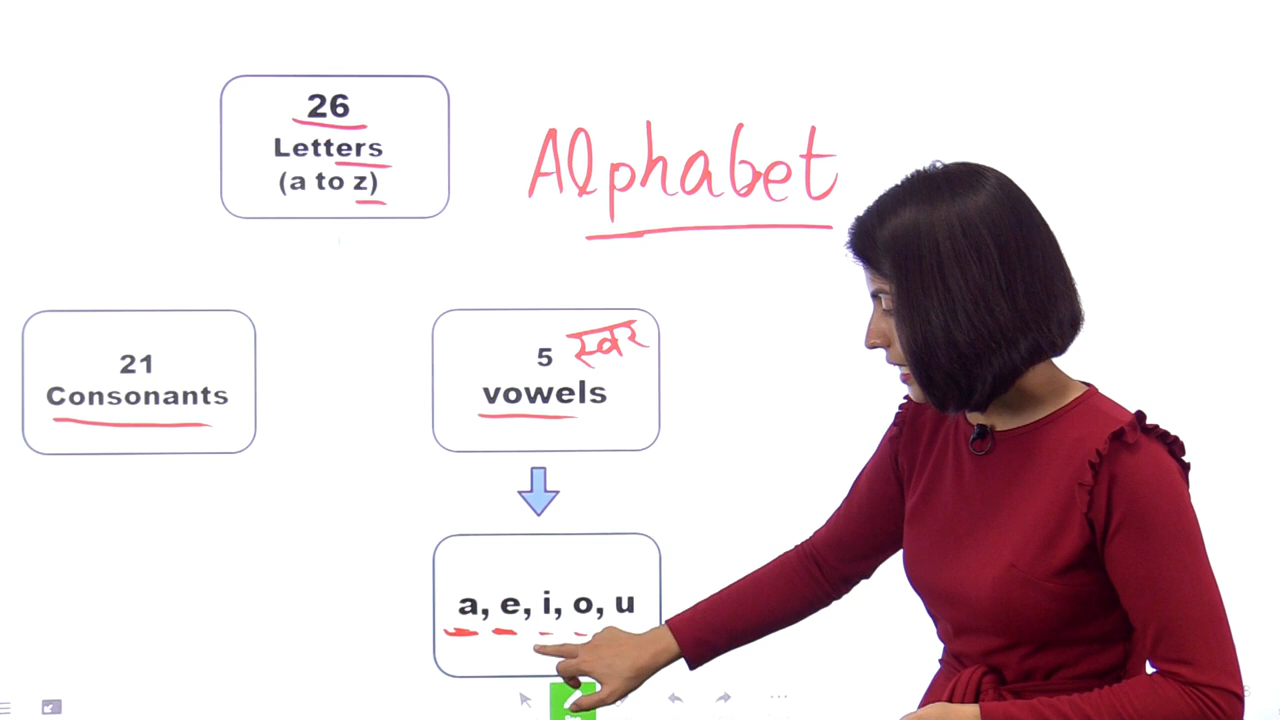 26
Letters
(a to z)
Alphabet
21
Consonants
5 स्वर
vowels
a, e, i, o, u